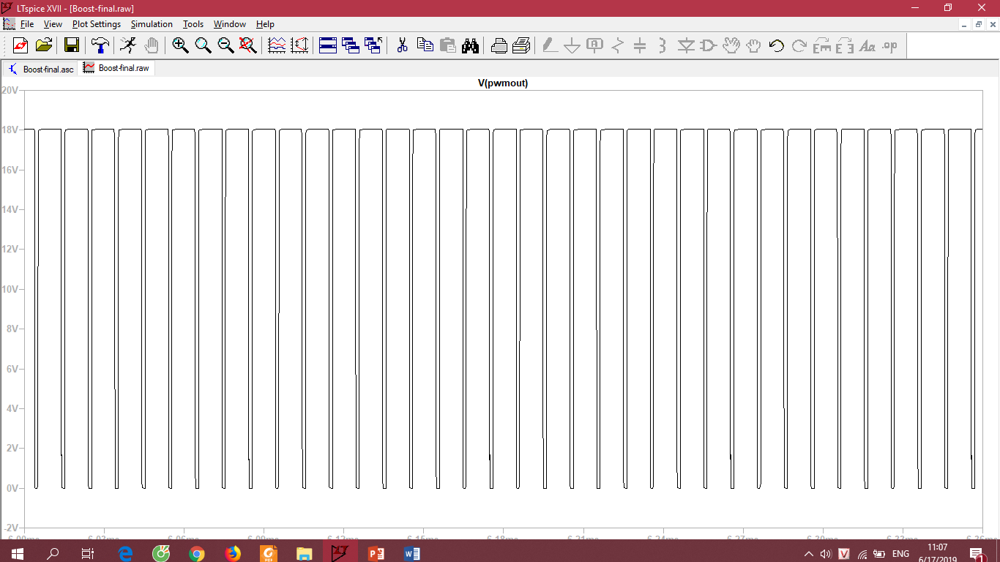 LTspice XVII - [Boost-final.raw]
File View Plot Settings Simulation Tools Window Help
Boost-final.asc Boost-final.raw
V(pwmout)
20V
18V
16V
14V
12V
10V
8V
6V
4V
2V
0V
-2V
ENG
11:07
6/17/2019